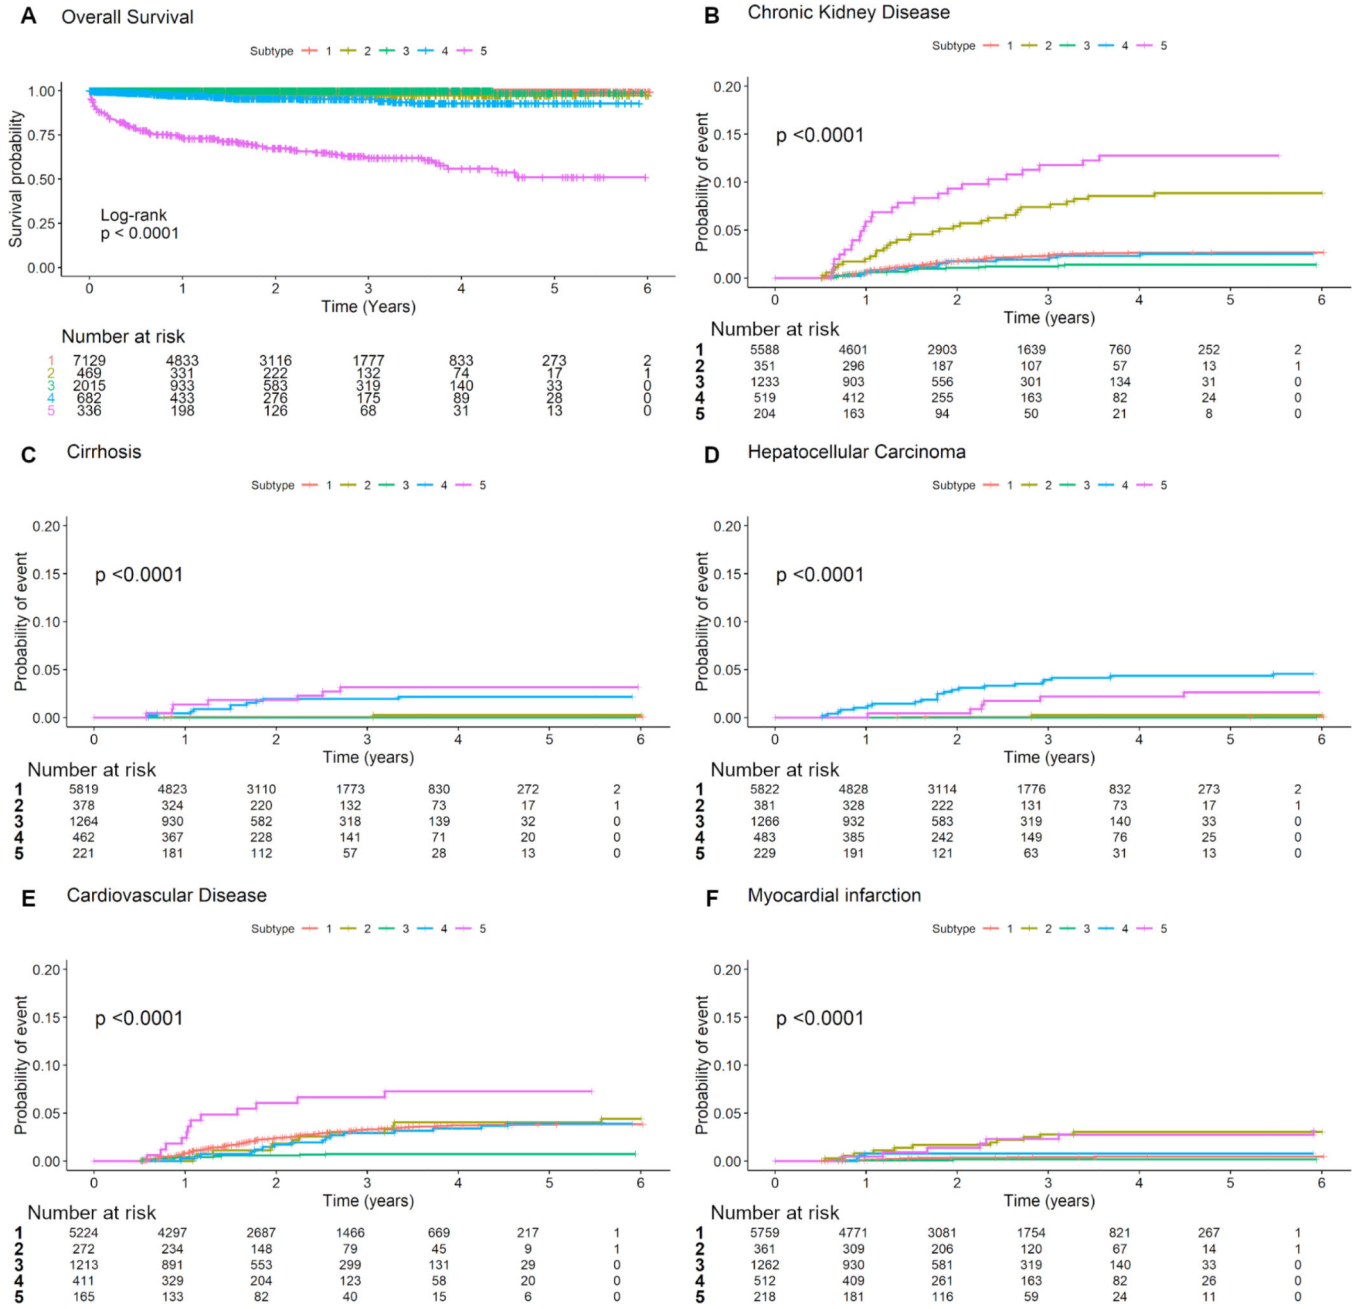 A Overall Survival
Subtype 1 2 3 4 5
Survival probability
1.00
0.75
0.50
0.25
0.00
Log-rank
p < 0.0001
0 1 2 3 4 5 6
Time (Years)
Number at risk
1 7129 4833 3116 1777 833 273 2
2 469 331 222 132 74 17 1
3 2015 933 583 319 140 33 0
4 682 433 276 175 89 28 0
5 336 198 126 68 31 13 0
B Chronic Kidney Disease
Subtype 1 2 3 4 5
Probability of event
0.20
0.15
0.10
0.05
0.00
p <0.0001
0 1 2 3 4 5 6
Time (years)
Number at risk
1 5588 4601 2903 1639 760 252 2
2 351 296 187 107 57 13 1
3 1233 903 556 301 134 31 0
4 519 412 255 163 82 24 0
5 204 163 94 50 21 8 0
C Cirrhosis
Subtype 1 2 3 4 5
Probability of event
0.20
0.15
0.10
0.05
0.00
p <0.0001
0 1 2 3 4 5 6
Time (years)
Number at risk
1 5819 4823 3110 1773 830 272 2
2 378 324 220 132 73 17 1
3 1264 930 582 318 139 32 0
4 462 367 228 141 71 20 0
5 221 181 112 57 28 13 0
D Hepatocellular Carcinoma
Subtype 1 2 3 4 5
Probability of event
0.20
0.15
0.10
0.05
0.00
p <0.0001
0 1 2 3 4 5 6
Time (years)
Number at risk
1 5822 4828 3114 1776 832 273 2
2 381 328 222 131 73 17 1
3 1266 932 583 319 140 33 0
4 483 385 242 149 76 25 0
5 229 191 121 63 31 13 0
E Cardiovascular Disease
Subtype 1 2 3 4 5
Probability of event
0.20
0.15
0.10
0.05
0.00
p <0.0001
0 1 2 3 4 5 6
Time (years)
Number at risk
1 5224 4297 2687 1466 669 217 1
2 272 234 148 79 45 9 1
3 1213 891 553 299 131 29 0
4 411 329 204 123 58 20 0
5 165 133 82 40 15 6 0
F Myocardial infarction
Subtype 1 2 3 4 5
Probability of event
0.20
0.15
0.10
0.05
0.00
p <0.0001
0 1 2 3 4 5 6
Time (years)
Number at risk
1 5759 4771 3081 1754 821 267 1
2 361 309 206 120 67 14 1
3 1262 930 581 319 140 33 0
4 512 409 261 163 82 26 0
5 218 181 116 59 24 11 0